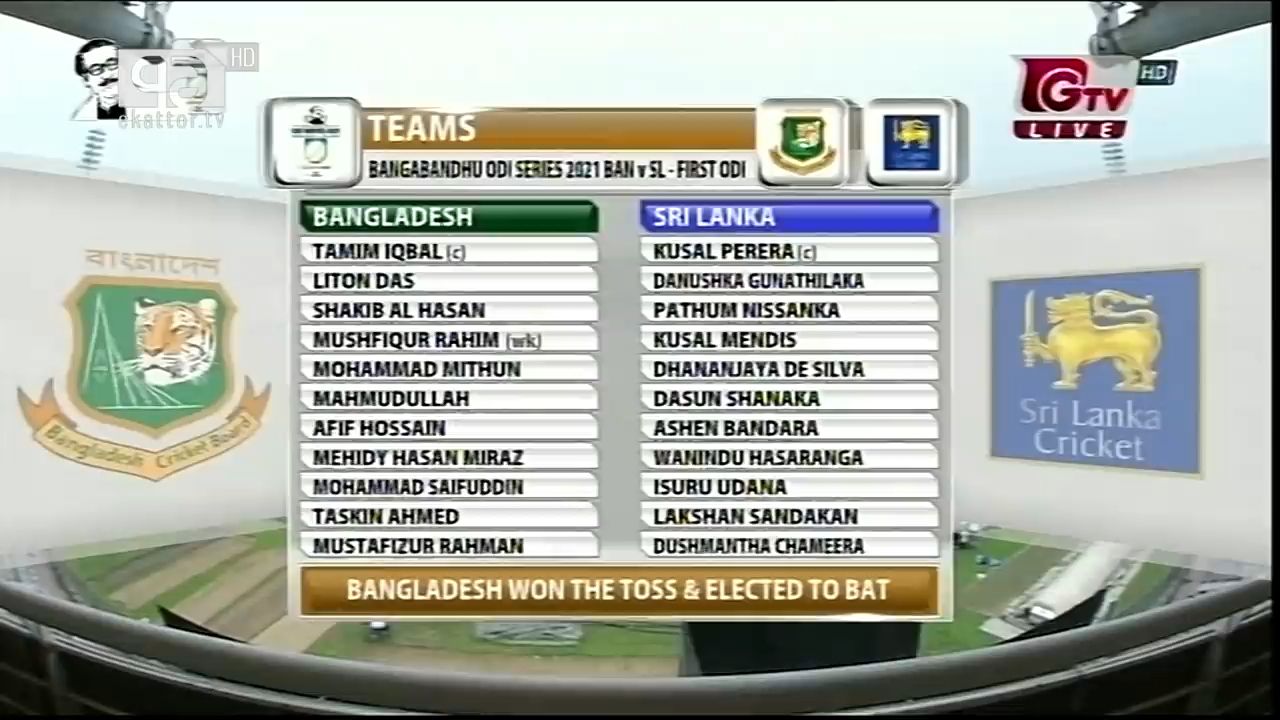 HD
ekattor.tv
GTV HD
LIVE
TEAMS
BANGABANDHU ODI SERIES 2021 BAN v SL - FIRST ODI
BANGLADESH
TAMIM IQBAL (c)
LITON DAS
SHAKIB AL HASAN
MUSHFIQUR RAHIM (wk)
MOHAMMAD MITHUN
MAHMUDULLAH
AFIF HOSSAIN
MEHIDY HASAN MIRAZ
MOHAMMAD SAIFUDDIN
TASKIN AHMED
MUSTAFIZUR RAHMAN
SRI LANKA
KUSAL PERERA (c)
DANUSHKA GUNATHILAKA
PATHUM NISSANKA
KUSAL MENDIS
DHANANJAYA DE SILVA
DASUN SHANAKA
ASHEN BANDARA
WANINDU HASARANGA
ISURU UDANA
LAKSHAN SANDAKAN
DUSHMANTHA CHAMEERA
BANGLADESH WON THE TOSS & ELECTED TO BAT
বাংলাদেশ
Bangladesh Cricket Board
Sri Lanka
Cricket